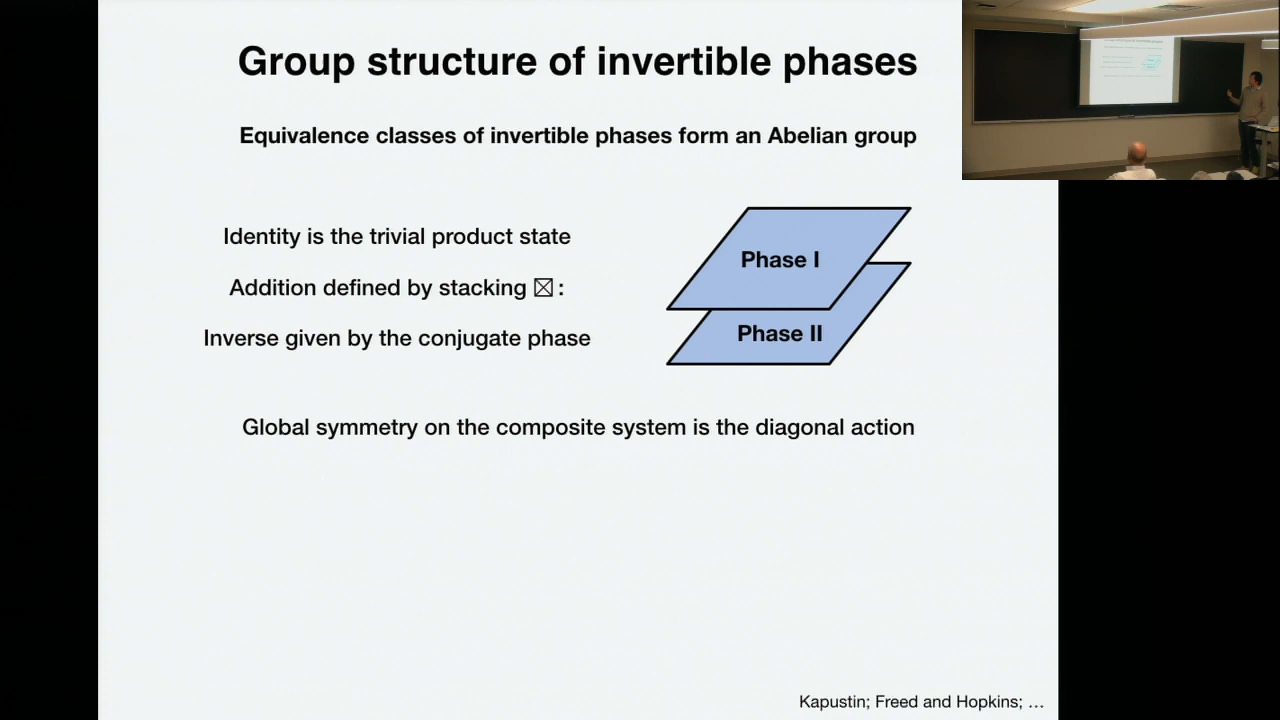 Group structure of invertible phases
Equivalence classes of invertible phases form an Abelian group
Identity is the trivial product state
Addition defined by stacking ⊠ :
Inverse given by the conjugate phase
Phase I
Phase II
Global symmetry on the composite system is the diagonal action
Kapustin; Freed and Hopkins; …